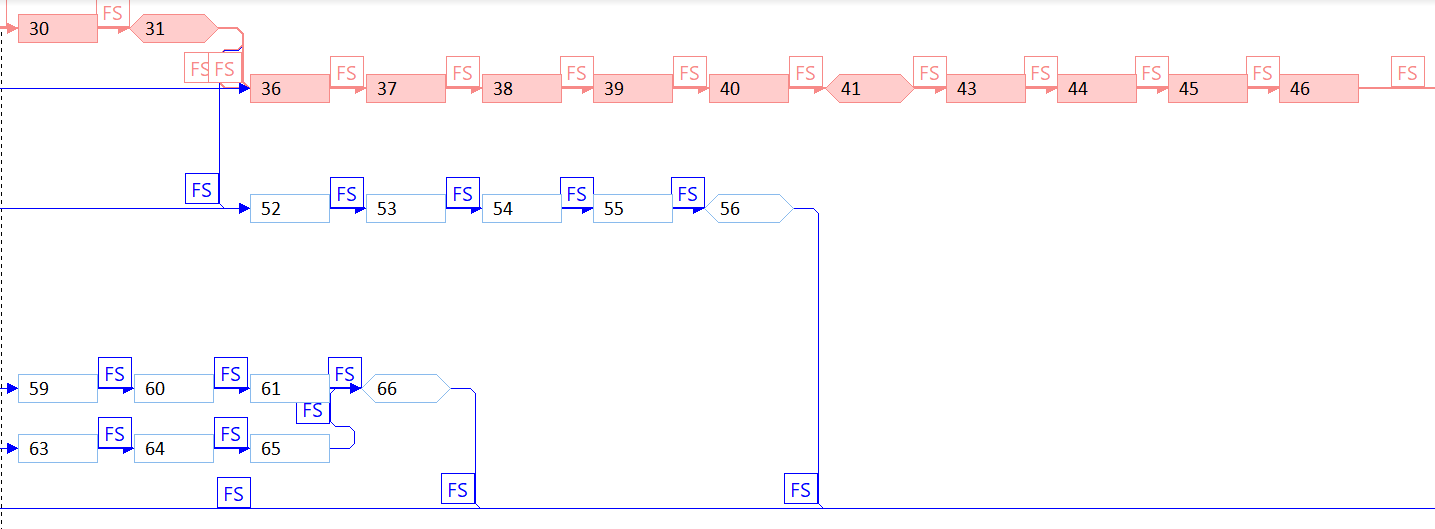 FS
30 31
FS FS
FS FS FS FS FS FS FS FS FS FS
36 37 38 39 40 41 43 44 45 46
FS FS FS FS FS
52 53 54 55 56
FS FS FS
59 60 61 66
FS
FS FS
63 64 65
FS FS FS